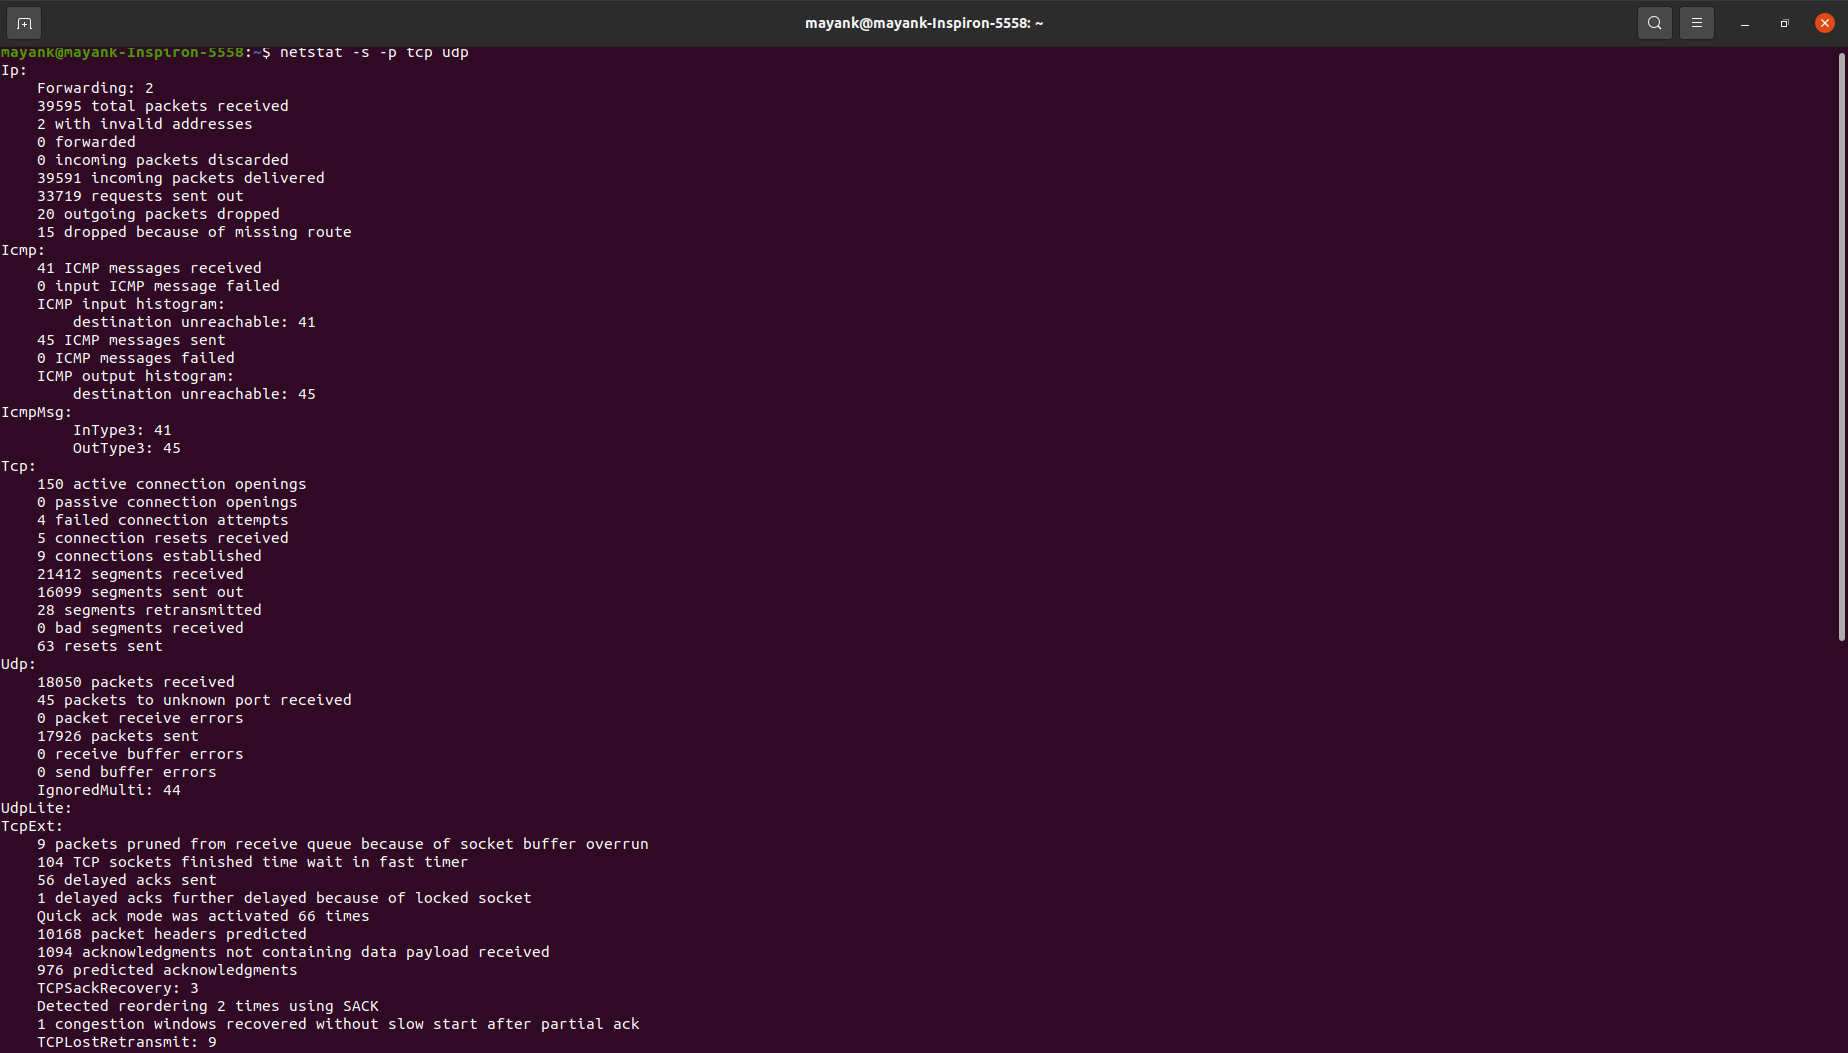 mayank@mayank-Inspiron-5558: ~
mayank@mayank-Inspiron-5558:~$ netstat -s -p tcp udp
Ip:
    Forwarding: 2
    39595 total packets received
    2 with invalid addresses
    0 forwarded
    0 incoming packets discarded
    39591 incoming packets delivered
    33719 requests sent out
    20 outgoing packets dropped
    15 dropped because of missing route
Icmp:
    41 ICMP messages received
    0 input ICMP message failed
    ICMP input histogram:
        destination unreachable: 41
    45 ICMP messages sent
    0 ICMP messages failed
    ICMP output histogram:
        destination unreachable: 45
IcmpMsg:
        InType3: 41
        OutType3: 45
Tcp:
    150 active connection openings
    0 passive connection openings
    4 failed connection attempts
    5 connection resets received
    9 connections established
    21412 segments received
    16099 segments sent out
    28 segments retransmitted
    0 bad segments received
    63 resets sent
Udp:
    18050 packets received
    45 packets to unknown port received
    0 packet receive errors
    17926 packets sent
    0 receive buffer errors
    0 send buffer errors
    IgnoredMulti: 44
UdpLite:
TcpExt:
    9 packets pruned from receive queue because of socket buffer overrun
    104 TCP sockets finished time wait in fast timer
    56 delayed acks sent
    1 delayed acks further delayed because of locked socket
    Quick ack mode was activated 66 times
    10168 packet headers predicted
    1094 acknowledgments not containing data payload received
    976 predicted acknowledgments
    TCPSackRecovery: 3
    Detected reordering 2 times using SACK
    1 congestion windows recovered without slow start after partial ack
    TCPLostRetransmit: 9